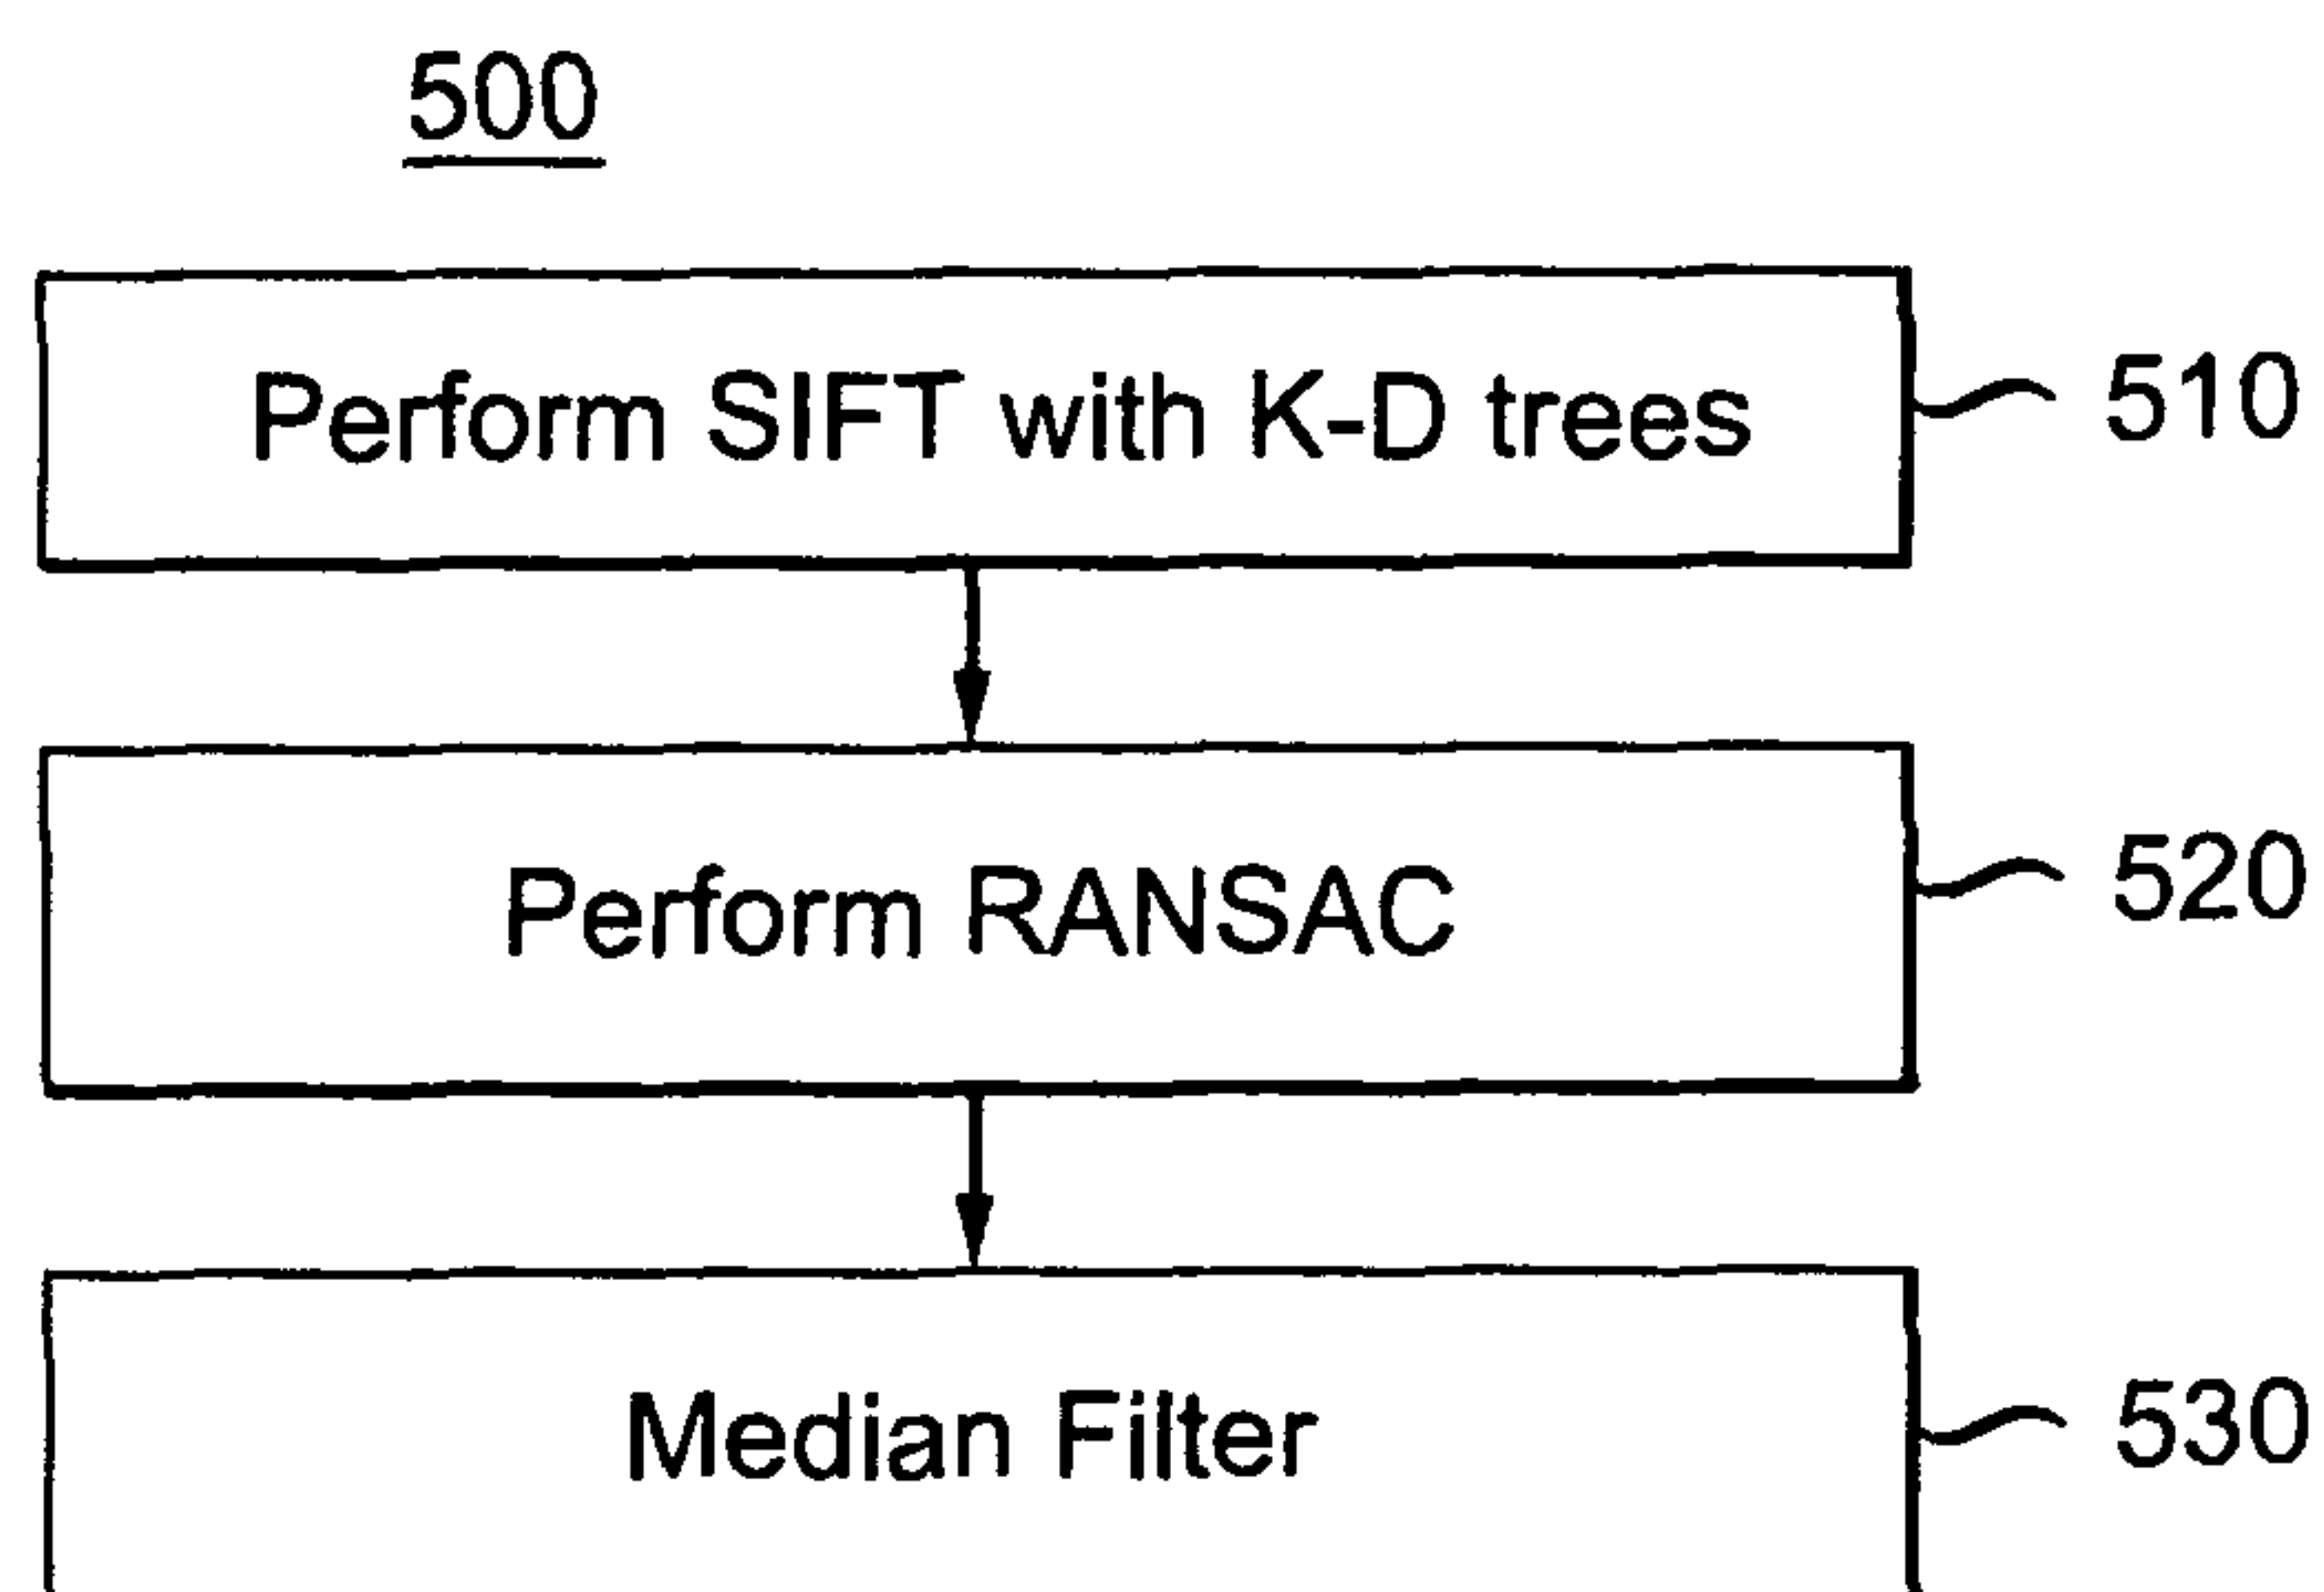 500
Perform SIFT with K-D trees
510
Perform RANSAC
520
Median Filter
530